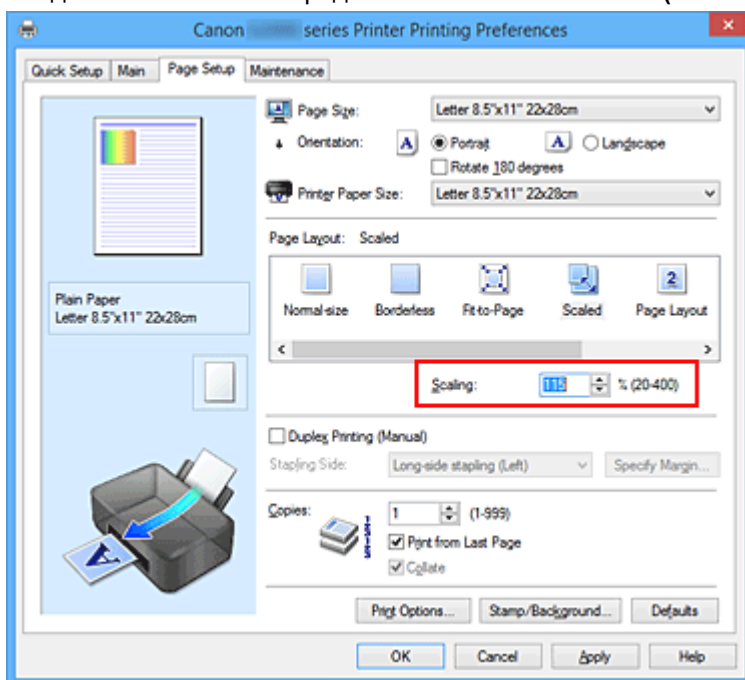 Canon series Printer Printing Preferences
Quick Setup Main Page Setup Maintenance
Page Size: Letter 8.5"x11" 22x28cm
Orientation: A Portrait A Landscape
Rotate 180 degrees
Printer Paper Size: Letter 8.5"x11" 22x28cm
Page Layout: Scaled
Normal-size Borderless Fit-to-Page Scaled 2 Page Layout
Plain Paper
Letter 8.5"x11" 22x28cm
Scaling: 115 % (20-400)
Duplex Printing (Manual)
Stapling Side: Long-side stapling (Left) Specify Margin...
Copies: 1 (1-999)
Print from Last Page
Collate
Print Options... Stamp/Background... Defaults
OK Cancel Apply Help